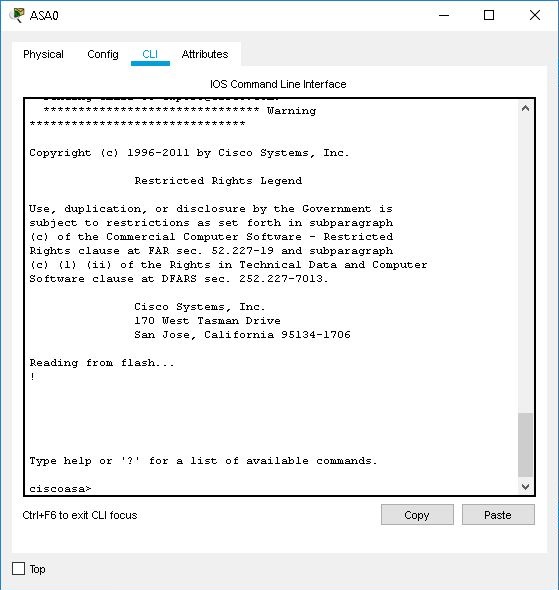 ASA0
Physical Config CLI Attributes
IOS Command Line Interface
****************************** Warning
******************************
Copyright (c) 1996-2011 by Cisco Systems, Inc.
Restricted Rights Legend
Use, duplication, or disclosure by the Government is
subject to restrictions as set forth in subparagraph
(c) of the Commercial Computer Software - Restricted
Rights clause at FAR sec. 52.227-19 and subparagraph
(c) (1) (ii) of the Rights in Technical Data and Computer
Software clause at DFARS sec. 252.227-7013.
Cisco Systems, Inc.
170 West Tasman Drive
San Jose, California 95134-1706
Reading from flash...
!
Type help or '?' for a list of available commands.
ciscoasa>
Ctrl+F6 to exit CLI focus
Copy Paste
Top